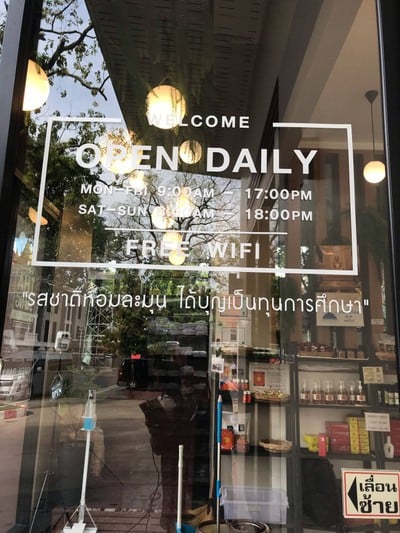 WELCOME
OPEN DAILY
MON-FRI 9:00AM 17:00PM
SAT-SUN 18:00PM
FREE WIFI
"รสชาติหอมละมุน ได้บุญเป็นทุนการศึกษา"
เลื่อน
ซ้าย